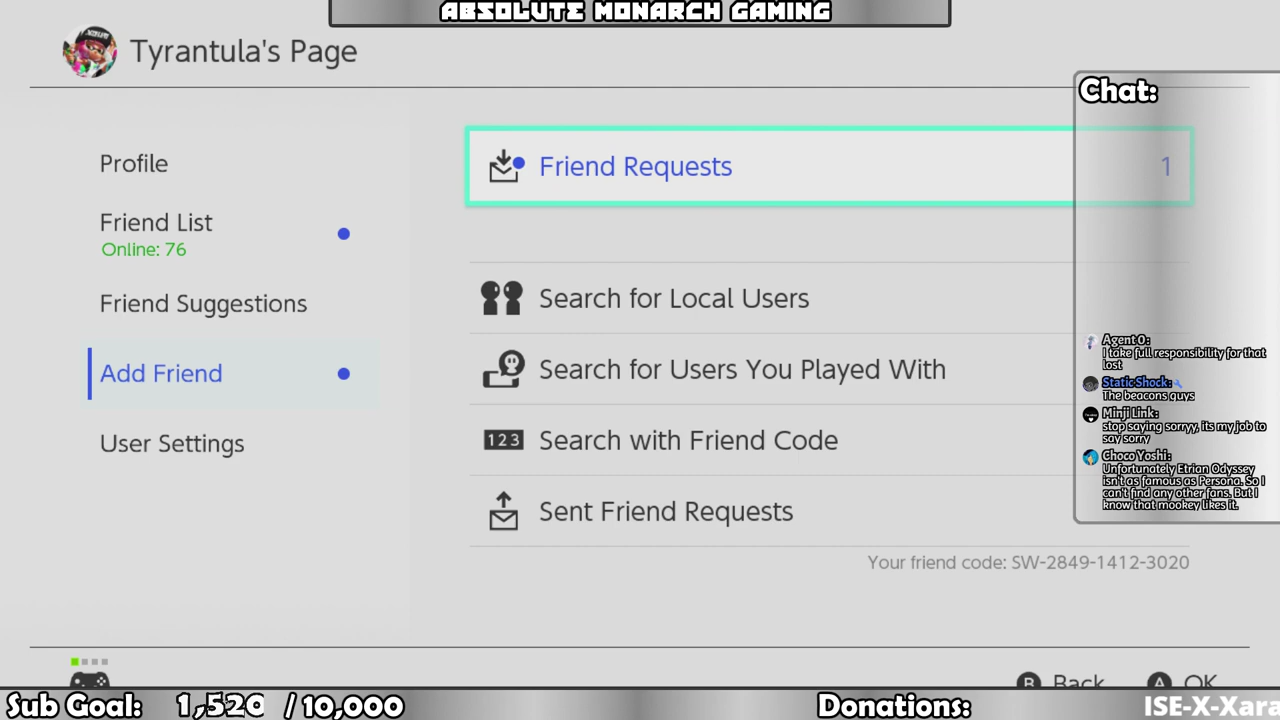 ABSOLUTE MONARCH GAMING
Tyrantula's Page
Chat:
Profile
Friend List
Online: 76
Friend Suggestions
Add Friend
User Settings
Friend Requests 1
Search for Local Users
Search for Users You Played With
123 Search with Friend Code
Sent Friend Requests
Your friend code: SW-2849-1412-3020
Agent O:
I take full responsibility for that
lost
Static Shock:
The beacons guys
Minji Link:
stop saying sorryy, its my job to
say sorry
Choco Yoshi:
Unfortunately Etrian Odyssey
isn't as famous as Persona. So I
can't find any other fans. But I
know that mookey likes it.
B Back A OK
Sub Goal: 1,520 / 10,000 Donations: ISE-X-Xara